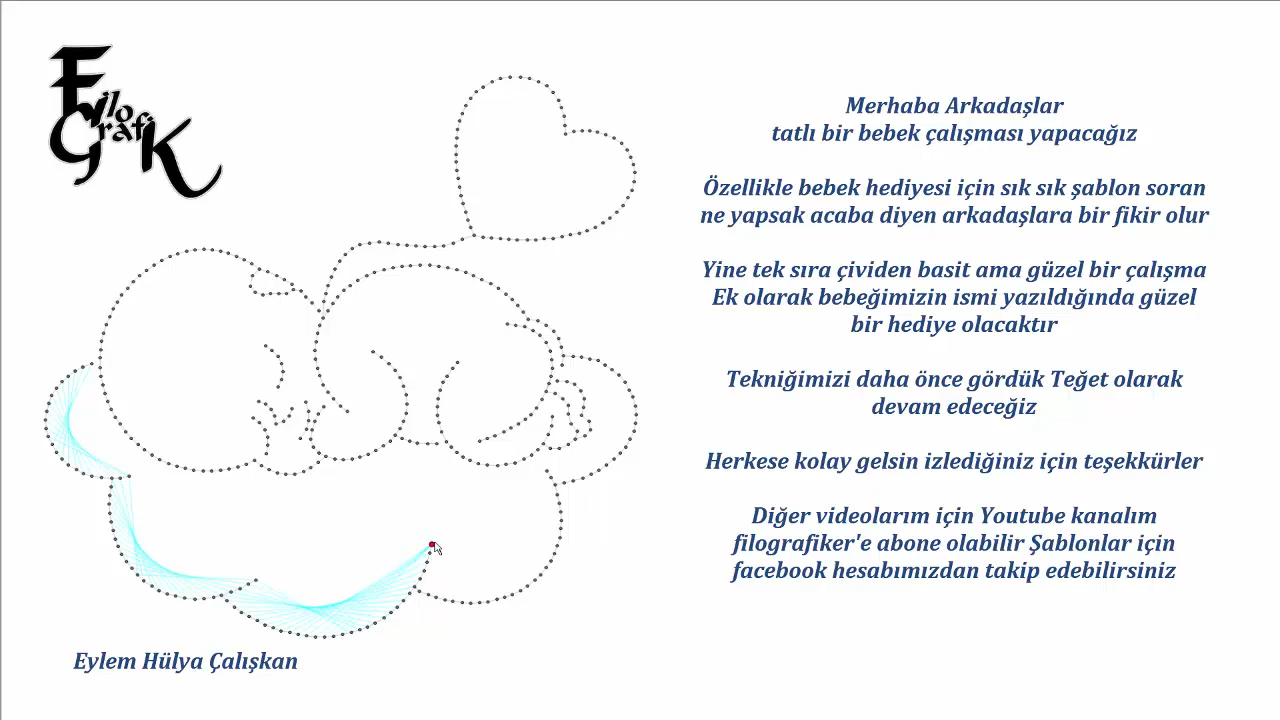 Filo
GrafiK
Merhaba Arkadaşlar
tatlı bir bebek çalışması yapacağız
Özellikle bebek hediyesi için sık sık şablon soran
ne yapsak acaba diyen arkadaşlara bir fikir olur
Yine tek sıra çividen basit ama güzel bir çalışma
Ek olarak bebeğimizin ismi yazıldığında güzel
bir hediye olacaktır
Tekniğimizi daha önce gördük Teğet olarak
devam edeceğiz
Herkese kolay gelsin izlediğiniz için teşekkürler
Diğer videolarım için Youtube kanalım
filografiker'e abone olabilir Şablonlar için
facebook hesabımızdan takip edebilirsiniz
Eylem Hülya Çalışkan